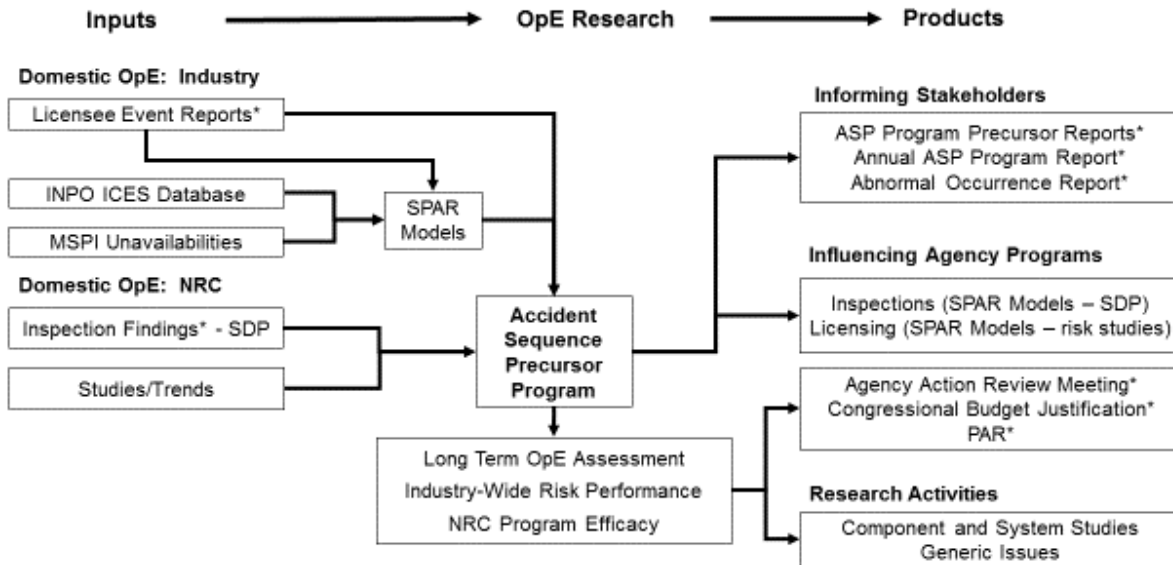 Inputs
OpE Research
Products
Domestic OpE: Industry
Licensee Event Reports*
INPO ICES Database
MSPI Unavailabilities
SPAR
Models
Domestic OpE: NRC
Inspection Findings* - SDP
Studies/Trends
Accident
Sequence
Precursor
Program
Long Term OpE Assessment
Industry-Wide Risk Performance
NRC Program Efficacy
Informing Stakeholders
ASP Program Precursor Reports*
Annual ASP Program Report*
Abnormal Occurrence Report*
Influencing Agency Programs
Inspections (SPAR Models – SDP)
Licensing (SPAR Models – risk studies)
Agency Action Review Meeting*
Congressional Budget Justification*
PAR*
Research Activities
Component and System Studies
Generic Issues